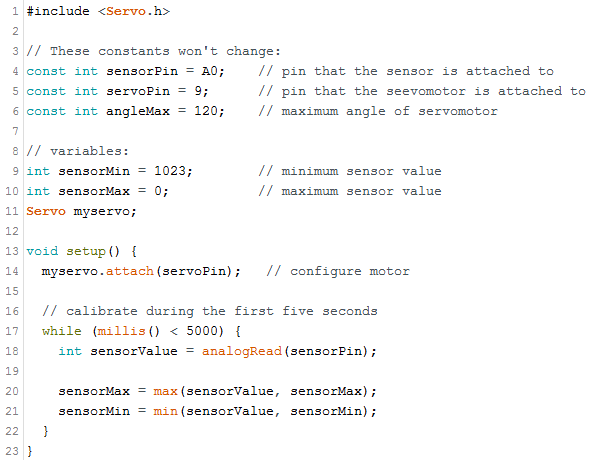 1 #include <Servo.h>
2
3 // These constants won't change:
4 const int sensorPin = A0;    // pin that the sensor is attached to
5 const int servoPin = 9;      // pin that the seevomotor is attached to
6 const int angleMax = 120;    // maximum angle of servomotor
7
8 // variables:
9 int sensorMin = 1023;        // minimum sensor value
10 int sensorMax = 0;           // maximum sensor value
11 Servo myservo;
12
13 void setup() {
14   myservo.attach(servoPin);   // configure motor
15
16   // calibrate during the first five seconds
17   while (millis() < 5000) {
18     int sensorValue = analogRead(sensorPin);
19
20     sensorMax = max(sensorValue, sensorMax);
21     sensorMin = min(sensorValue, sensorMin);
22   }
23 }